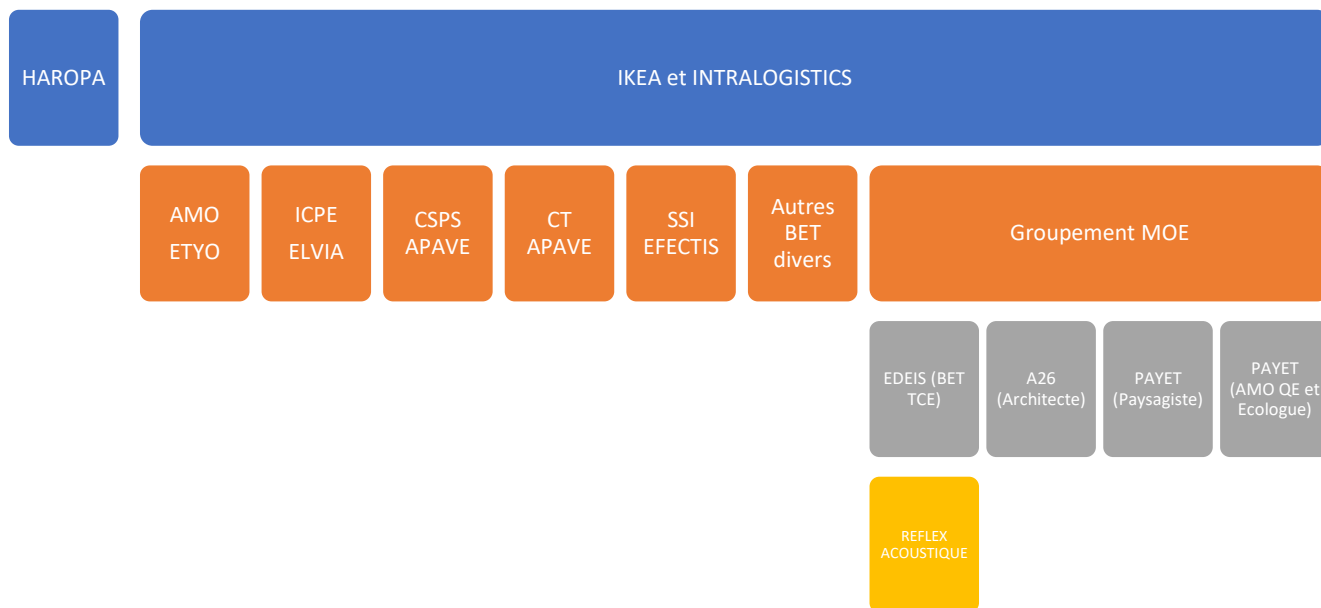 HAROPA
IKEA et INTRALOGISTICS
AMO
ETYO
ICPE
ELVIA
CSPS
APAVE
CT
APAVE
SSI
EFECTIS
Autres
BET
divers
Groupement MOE
EDEIS (BET
TCE)
A26
(Architecte)
PAYET
(Paysagiste)
PAYET
(AMO QE et
Ecologue)
REFLEX
ACOUSTIQUE